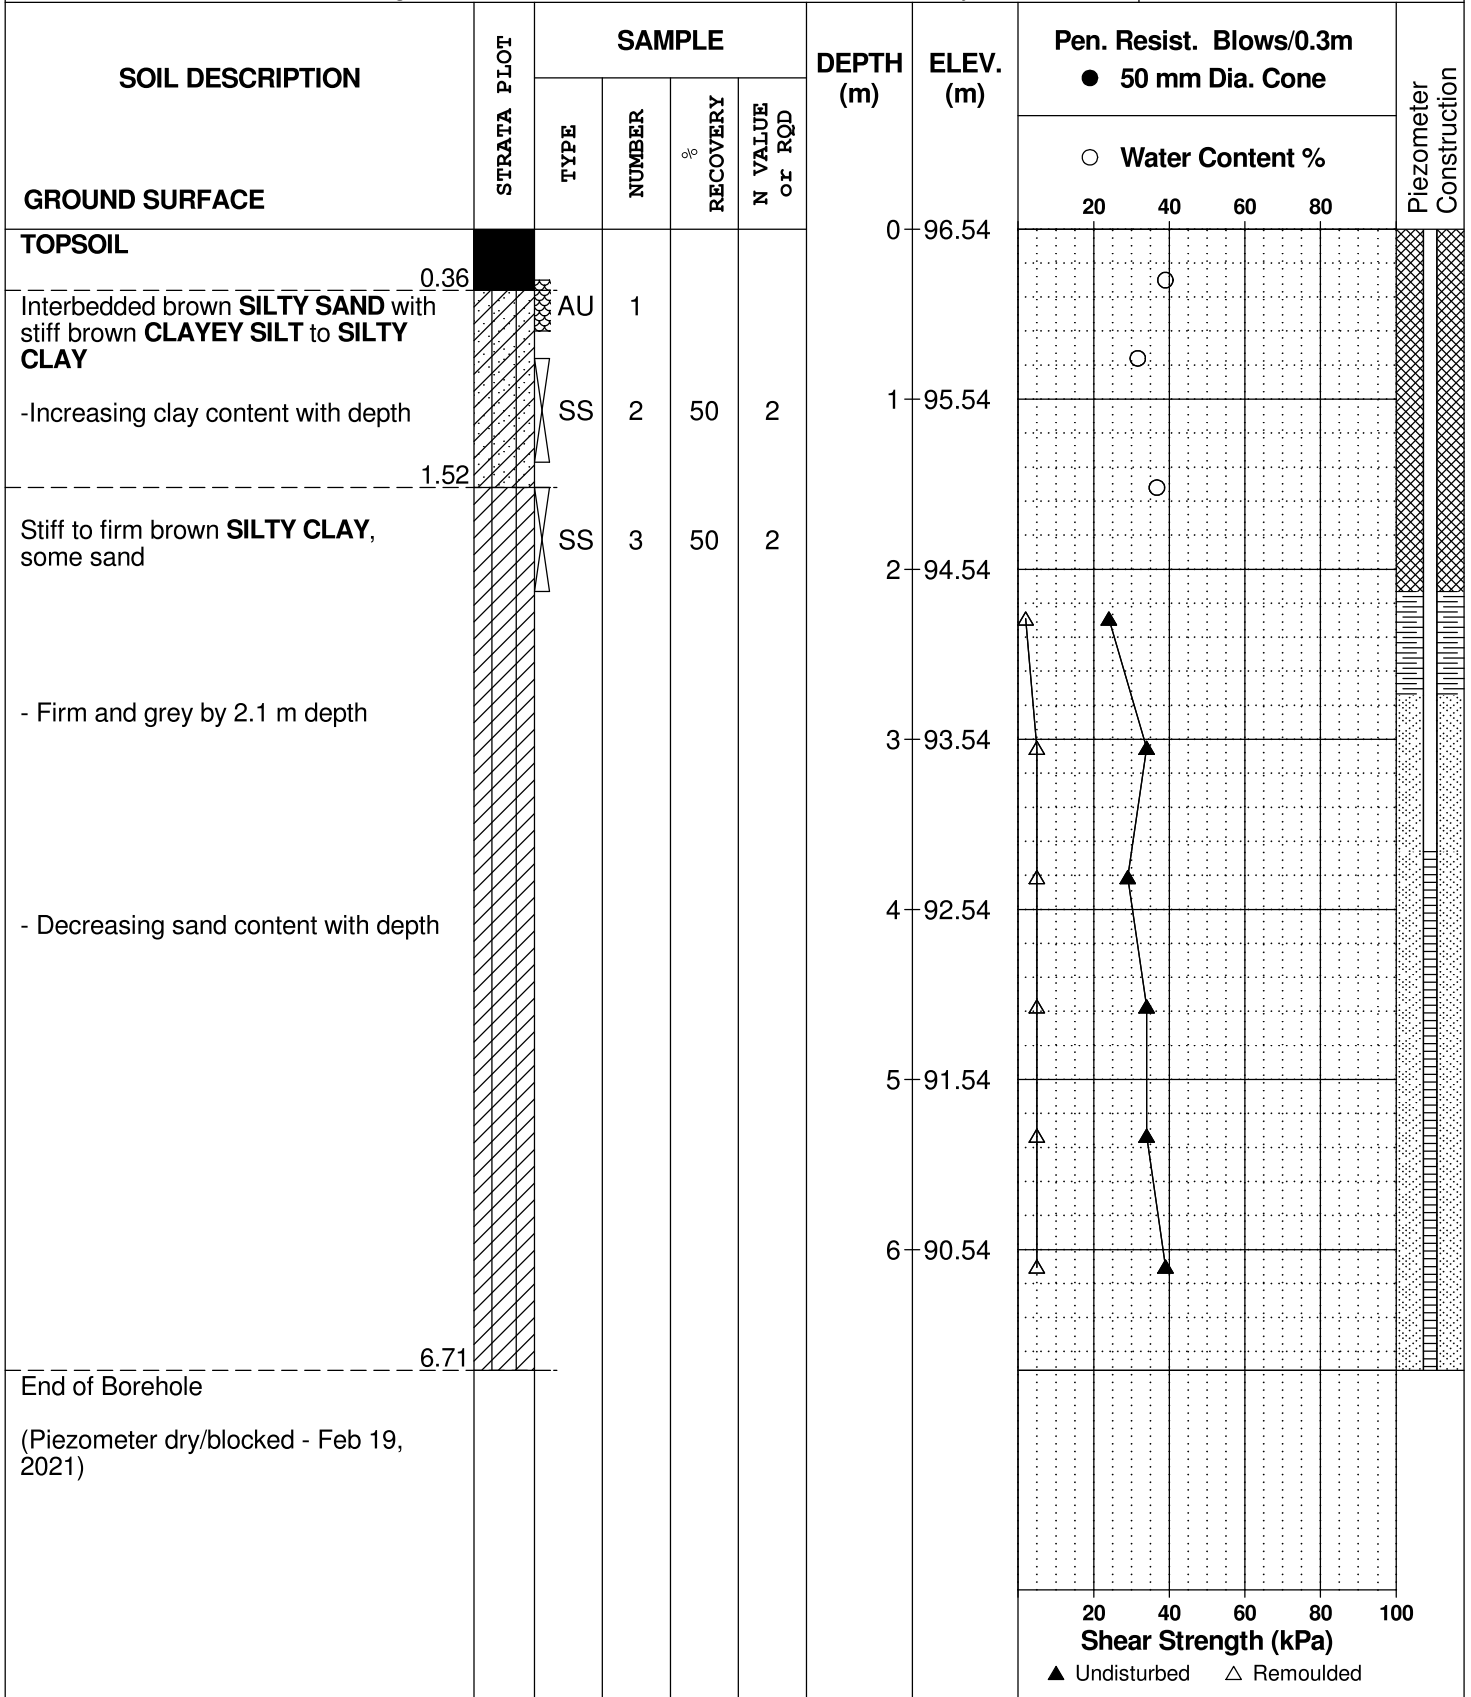 SOIL DESCRIPTION
GROUND SURFACE
STRATA PLOT
SAMPLE
TYPE
NUMBER
%
RECOVERY
N VALUE
or RQD
DEPTH
(m)
ELEV.
(m)
Pen. Resist. Blows/0.3m
● 50 mm Dia. Cone
○ Water Content %
20 40 60 80
Piezometer
Construction
TOPSOIL
0.36
0 96.54
Interbedded brown SILTY SAND with
stiff brown CLAYEY SILT to SILTY
CLAY
AU 1
-Increasing clay content with depth
SS 2 50 2
1 95.54
1.52
Stiff to firm brown SILTY CLAY,
some sand
SS 3 50 2
2 94.54
- Firm and grey by 2.1 m depth
3 93.54
- Decreasing sand content with depth
4 92.54
5 91.54
6 90.54
6.71
End of Borehole
(Piezometer dry/blocked - Feb 19,
2021)
20 40 60 80 100
Shear Strength (kPa)
▲ Undisturbed △ Remoulded